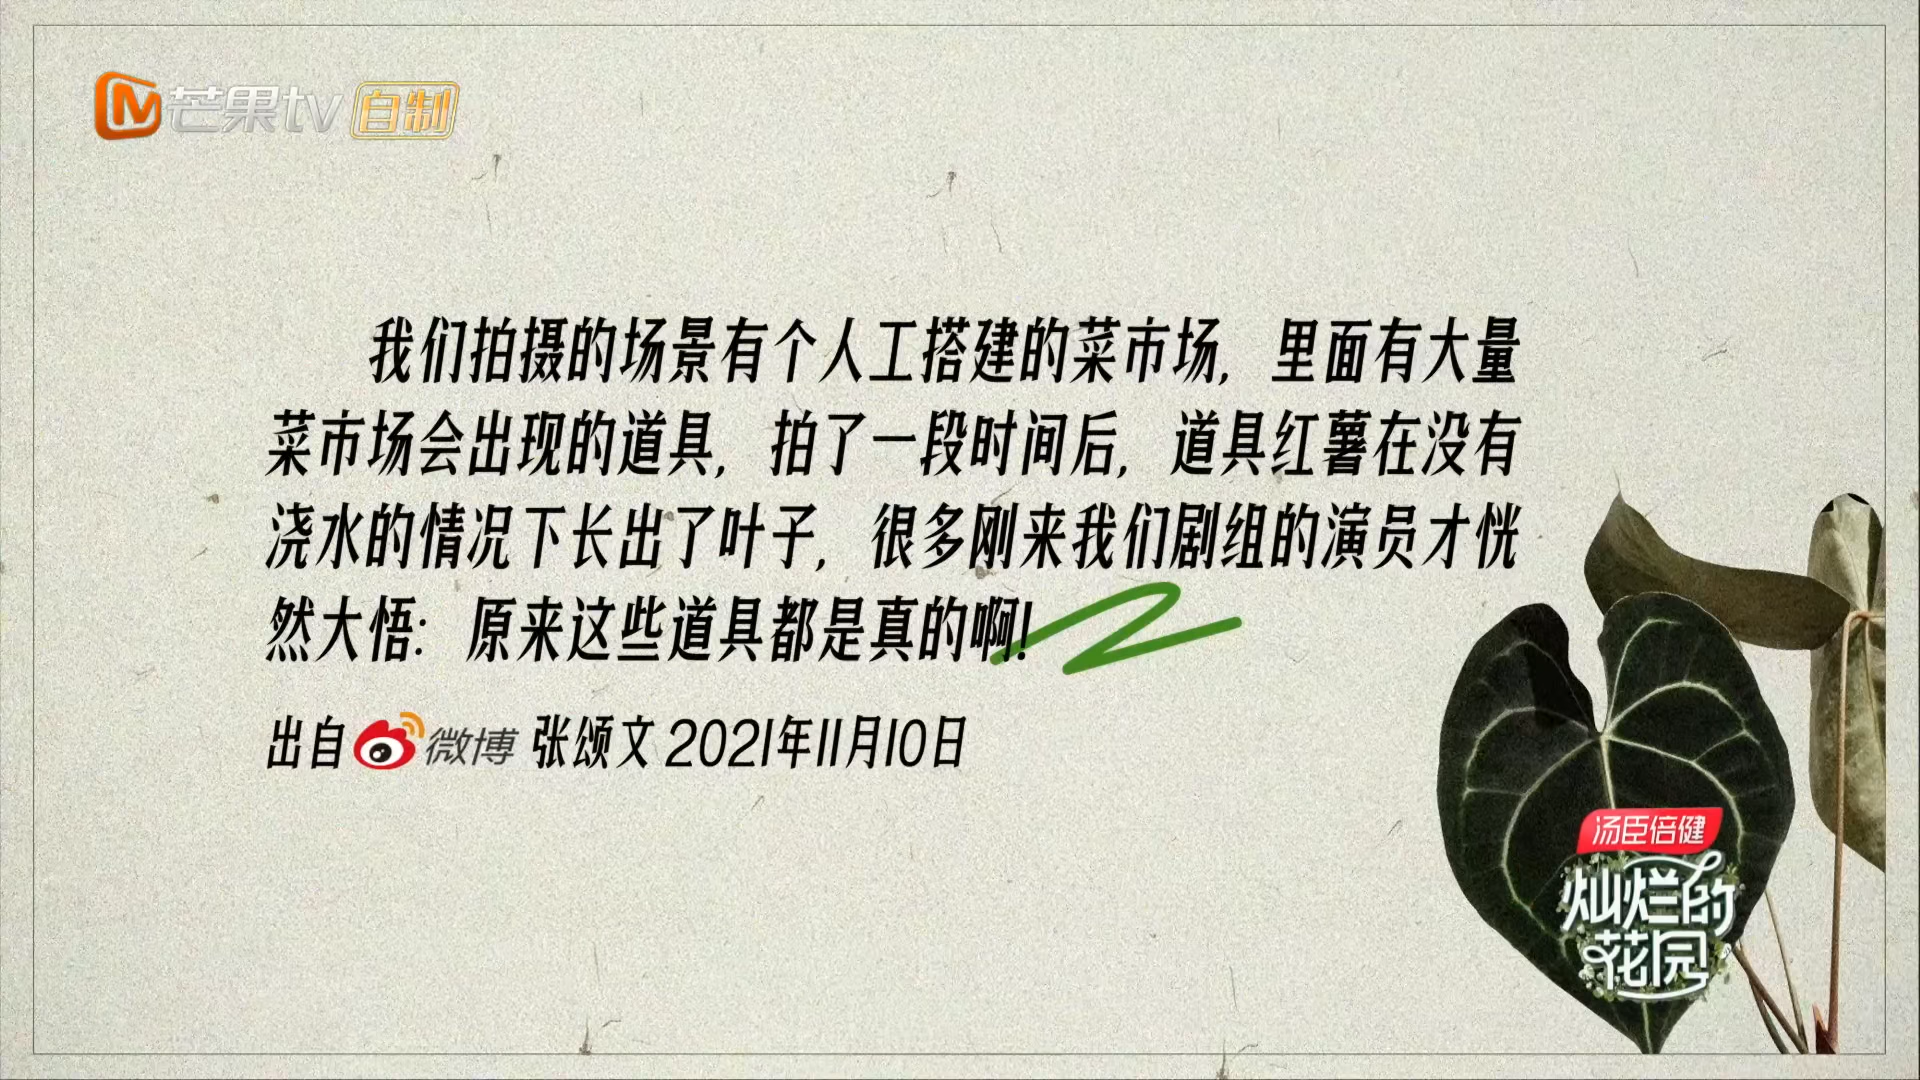 芒果tv 自制
我们拍摄的场景有个人工搭建的菜市场，里面有大量
菜市场会出现的道具，拍了一段时间后，道具红薯在没有
浇水的情况下长出了叶子，很多刚来我们剧组的演员才恍
然大悟：原来这些道具都是真的啊！
出自 微博 张颂文 2021年11月10日
汤臣倍健
灿烂的
花园